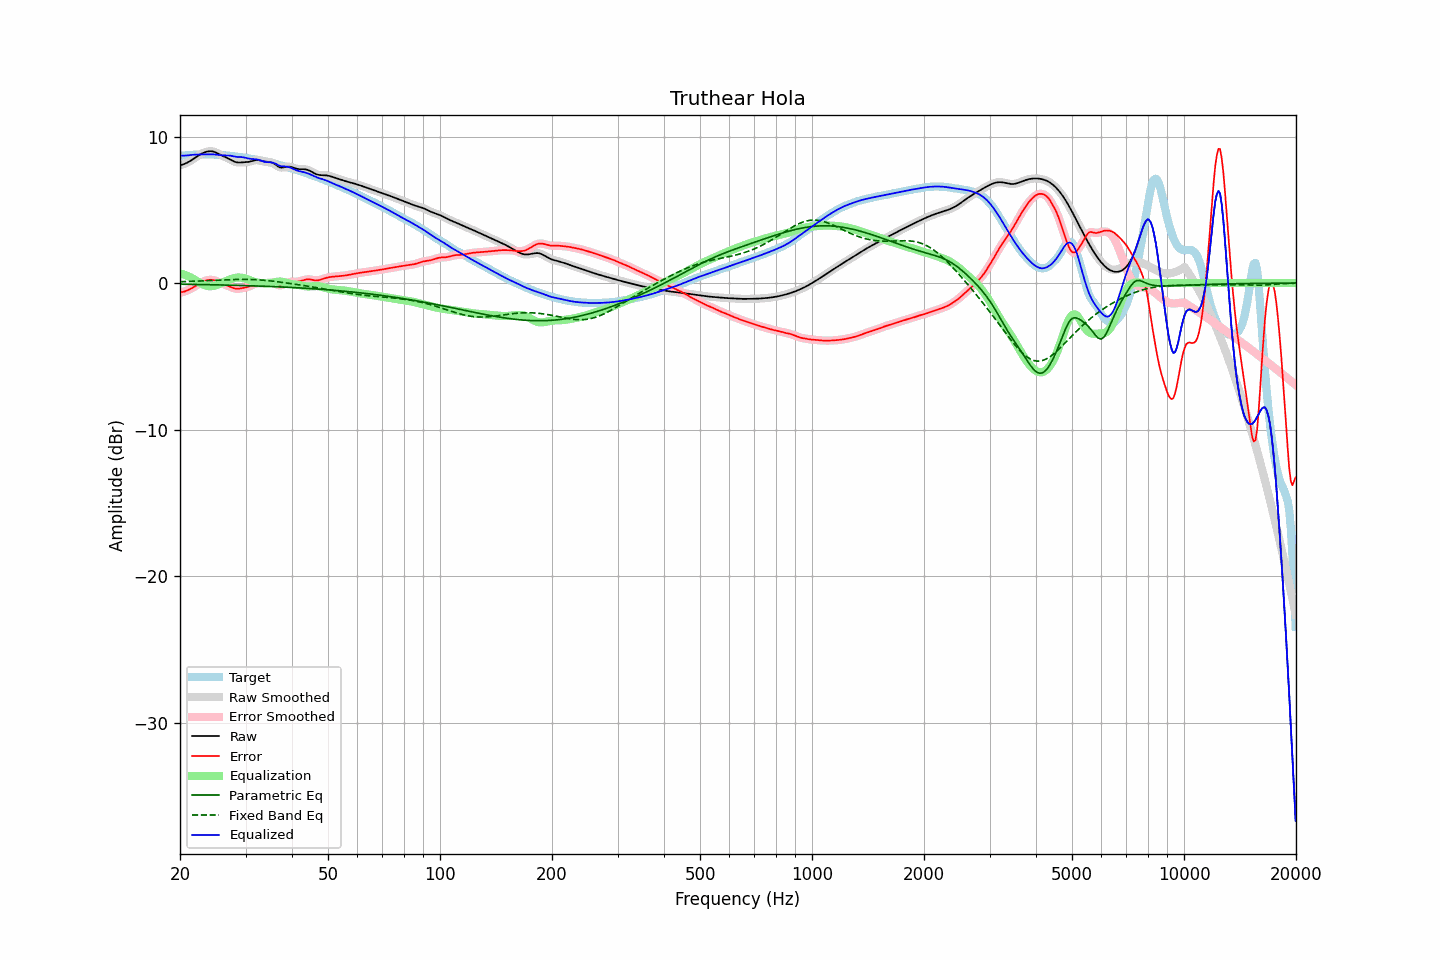 Truthear Hola
10
0
−10
−20
−30
Amplitude (dBr)
Target
Raw Smoothed
Error Smoothed
Raw
Error
Equalization
Parametric Eq
Fixed Band Eq
Equalized
20 50 100 200 500 1000 2000 5000 10000 20000
Frequency (Hz)